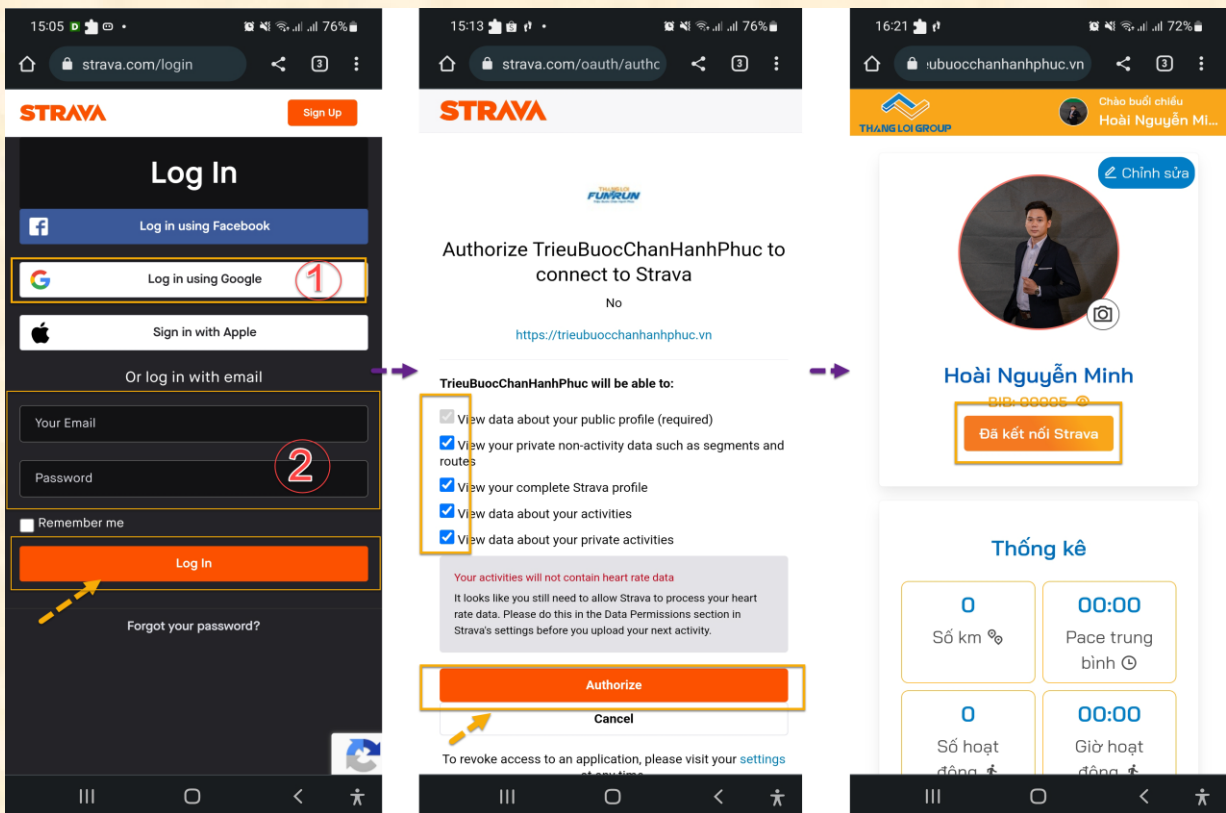 15:05
76%
strava.com/login
3
STRAVA
Sign Up
Log In
Log in using Facebook
Log in using Google
1
Sign in with Apple
Or log in with email
Your Email
Password
2
Remember me
Log In
Forgot your password?
15:13
76%
strava.com/oauth/authc
3
STRAVA
FUNRUN
Authorize TrieuBuocChanHanhPhuc to
connect to Strava
No
https://trieubuocchanhanhphuc.vn
TrieuBuocChanHanhPhuc will be able to:
View data about your public profile (required)
View your private non-activity data such as segments and
routes
View your complete Strava profile
View data about your activities
View data about your private activities
Your activities will not contain heart rate data
It looks like you still need to allow Strava to process your heart
rate data. Please do this in the Data Permissions section in
Strava's settings before you upload your next activity.
Authorize
Cancel
To revoke access to an application, please visit your settings
at any time
16:21
72%
ubuocchanhanhphuc.vn
3
THANG LOI GROUP
Chào buổi chiều
Hoài Nguyễn Mi...
Chỉnh sửa
Hoài Nguyễn Minh
BIB: 00005
Đã kết nối Strava
Thống kê
0
Số km
00:00
Pace trung
bình
0
Số hoạt
động
00:00
Giờ hoạt
động